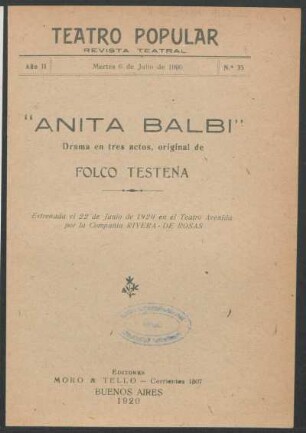 TEATRO POPULAR
REVISTA TEATRAL
Año II Martes 6 de Julio de 1920 N.º 35
"ANITA BALBI"
Drama en tres actos, original de
FOLCO TESTENA
Estrenada el 22 de Junio de 1920 en el Teatro Avenida
por la Compañia RIVERA-DE ROSAS
Editores
MORO & TELLO - Corrientes 1907
BUENOS AIRES
1920